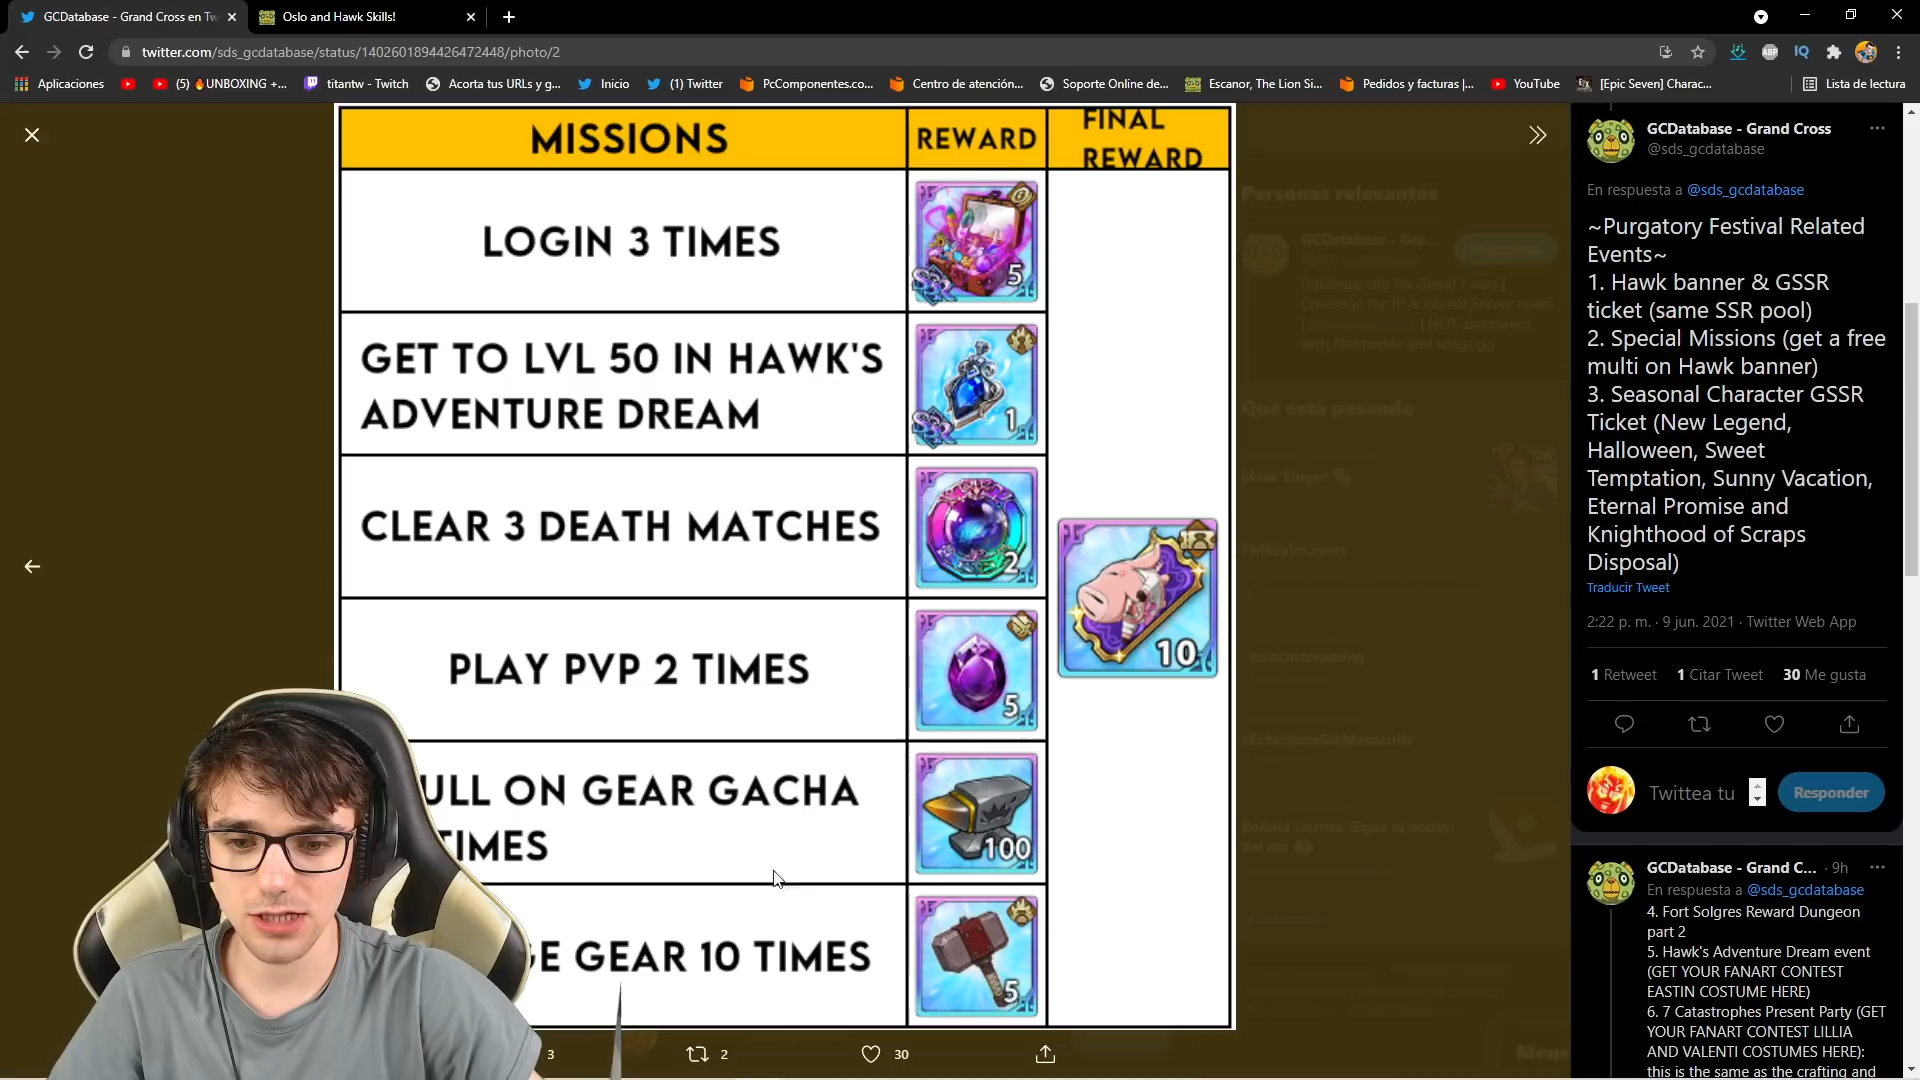 GCDatabase - Grand Cross en Tw
Oslo and Hawk Skills!
twitter.com/sds_gcdatabase/status/1402601894426472448/photo/2
Aplicaciones
(5) 🔥UNBOXING +...
titantw - Twitch
Acorta tus URLs y g...
Inicio
(1) Twitter
PcComponentes.co...
Centro de atención...
Soporte Online de...
Escanor, The Lion Si...
Pedidos y facturas |...
YouTube
[Epic Seven] Charac...
Lista de lectura
MISSIONS
REWARD
FINAL
REWARD
LOGIN 3 TIMES
5
GET TO LVL 50 IN HAWK'S
ADVENTURE DREAM
1
CLEAR 3 DEATH MATCHES
2
PLAY PVP 2 TIMES
5
ULL ON GEAR GACHA
TIMES
100
GE GEAR 10 TIMES
5
10
3
2
30
Personas relevantes
GCDatabase - Gra...
Qué está pasando
GCDatabase - Grand Cross
@sds_gcdatabase
En respuesta a @sds_gcdatabase
~Purgatory Festival Related
Events~
1. Hawk banner & GSSR
ticket (same SSR pool)
2. Special Missions (get a free
multi on Hawk banner)
3. Seasonal Character GSSR
Ticket (New Legend,
Halloween, Sweet
Temptation, Sunny Vacation,
Eternal Promise and
Knighthood of Scraps
Disposal)
Traducir Tweet
2:22 p. m. · 9 jun. 2021 · Twitter Web App
1 Retweet 1 Citar Tweet 30 Me gusta
Twittea tu
Responder
GCDatabase - Grand C... · 9h
En respuesta a @sds_gcdatabase
4. Fort Solgres Reward Dungeon
part 2
5. Hawk's Adventure Dream event
(GET YOUR FANART CONTEST
EASTIN COSTUME HERE)
6. 7 Catastrophes Present Party (GET
YOUR FANART CONTEST LILLIA
AND VALENTI COSTUMES HERE):
this is the same as the crafting and